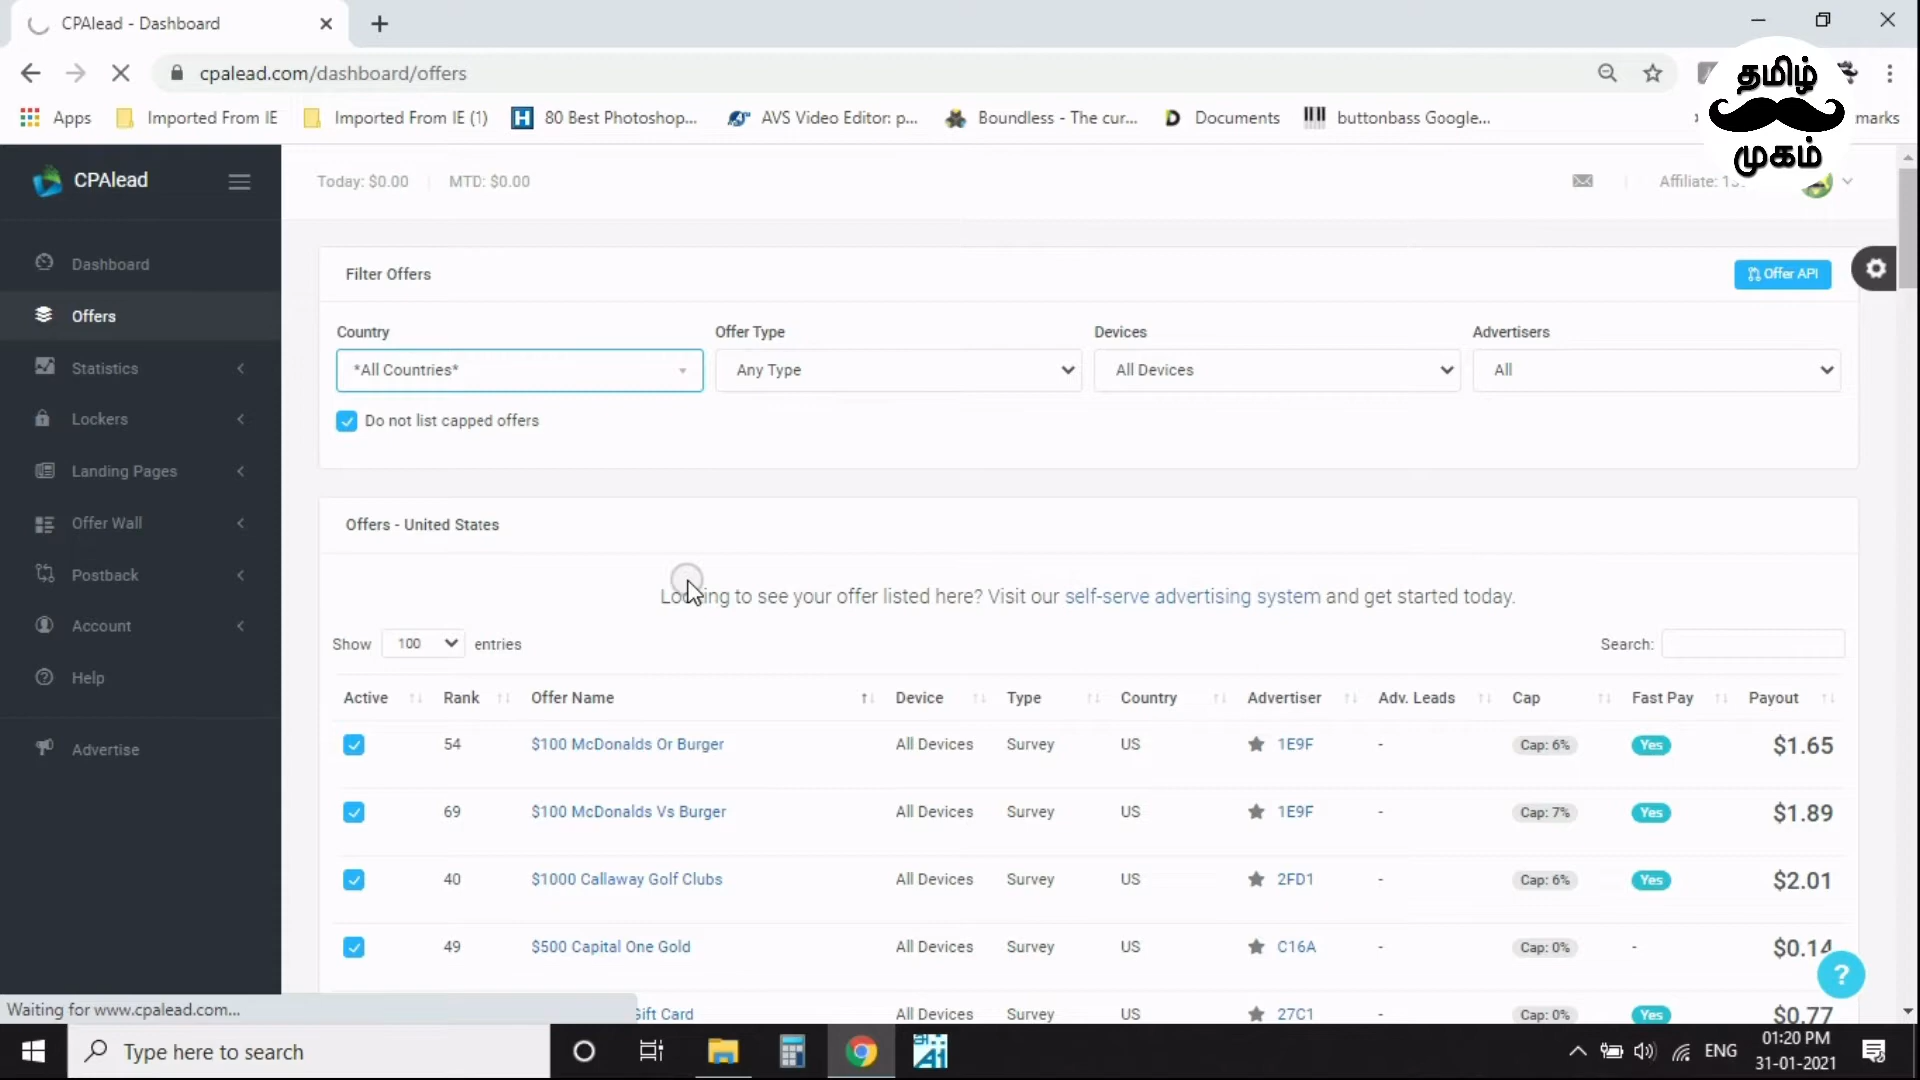 CPAlead - Dashboard
cpalead.com/dashboard/offers
Apps Imported From IE Imported From IE (1) 80 Best Photoshop... AVS Video Editor: p... Boundless - The cur... Documents buttonbass Google... marks
தமிழ்
முகம்
CPAlead
Today: $0.00 MTD: $0.00 Affiliate:
Dashboard
Offers
Statistics
Lockers
Landing Pages
Offer Wall
Postback
Account
Help
Advertise
Filter Offers Offer API
Country Offer Type Devices Advertisers
*All Countries* Any Type All Devices All
Do not list capped offers
Offers - United States
Looking to see your offer listed here? Visit our self-serve advertising system and get started today.
Show 100 entries Search:
Active Rank Offer Name Device Type Country Advertiser Adv. Leads Cap Fast Pay Payout
54 $100 McDonalds Or Burger All Devices Survey US 1E9F - Cap: 6% Yes $1.65
69 $100 McDonalds Vs Burger All Devices Survey US 1E9F - Cap: 7% Yes $1.89
40 $1000 Callaway Golf Clubs All Devices Survey US 2FD1 - Cap: 6% Yes $2.01
49 $500 Capital One Gold All Devices Survey US C16A - Cap: 0% - $0.14
Gift Card All Devices Survey US 27C1 - Cap: 0% Yes $0.77
?
Waiting for www.cpalead.com...
Type here to search
ENG
01:20 PM
31-01-2021